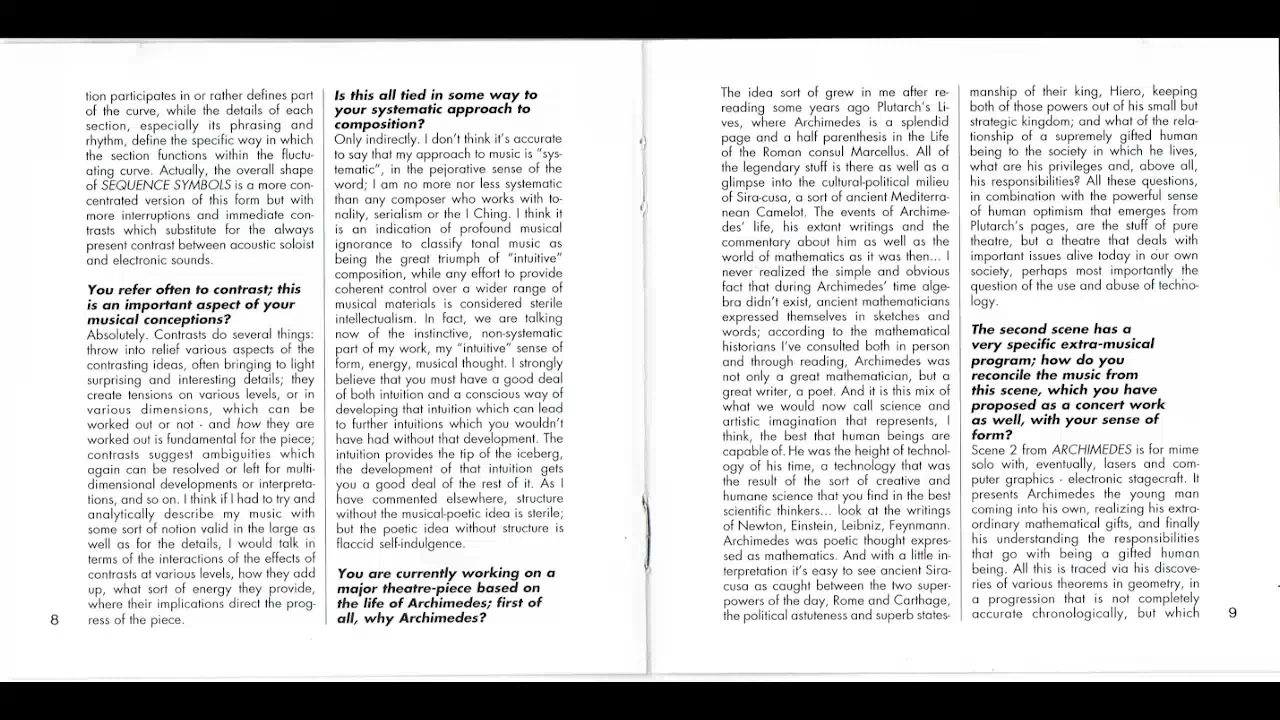 tion participates in or rather defines part
of the curve, while the details of each
section, especially its phrasing and
rhythm, define the specific way in which
the section functions within the fluctu-
ating curve. Actually, the overall shape
of SEQUENCE SYMBOLS is a more con-
centrated version of this form but with
more interruptions and immediate con-
trasts which substitute for the always
present contrast between acoustic soloist
and electronic sounds.
You refer often to contrast; this
is an important aspect of your
musical conceptions?
Absolutely. Contrasts do several things:
throw into relief various aspects of the
contrasting ideas, often bringing to light
surprising and interesting details; they
create tensions on various levels, or in
various dimensions, which can be
worked out or not - and how they are
worked out is fundamental for the piece;
contrasts suggest ambiguities which
again can be resolved or left for multi-
dimensional developments or interpreta-
tions, and so on. I think if I had to try and
analytically describe my music with
some sort of notion valid in the large as
well as for the details, I would talk in
terms of the interactions of the effects of
contrasts at various levels, how they add
up, what sort of energy they provide,
where their implications direct the prog-
ress of the piece.
8
Is this all tied in some way to
your systematic approach to
composition?
Only indirectly. I don't think it's accurate
to say that my approach to music is "sys-
tematic", in the pejorative sense of the
word; I am no more nor less systematic
than any composer who works with to-
nality, serialism or the I Ching. I think it
is an indication of profound musical
ignorance to classify tonal music as
being the great triumph of "intuitive"
composition, while any effort to provide
coherent control over a wider range of
musical materials is considered sterile
intellectualism. In fact, we are talking
now of the instinctive, non-systematic
part of my work, my "intuitive" sense of
form, energy, musical thought. I strongly
believe that you must have a good deal
of both intuition and a conscious way of
developing that intuition which can lead
to further intuitions which you wouldn't
have had without that development. The
intuition provides the tip of the iceberg,
the development of that intuition gets
you a good deal of the rest of it. As I
have commented elsewhere, structure
without the musical-poetic idea is sterile;
but the poetic idea without structure is
flaccid self-indulgence.
You are currently working on a
major theatre-piece based on
the life of Archimedes; first of
all, why Archimedes?
The idea sort of grew in me after re-
reading some years ago Plutarch's Li-
ves, where Archimedes is a splendid
page and a half parenthesis in the Life
of the Roman consul Marcellus. All of
the legendary stuff is there as well as a
glimpse into the cultural-political milieu
of Sira-cusa, a sort of ancient Mediterra-
nean Camelot. The events of Archime-
des' life, his extant writings and the
commentary about him as well as the
world of mathematics as it was then... I
never realized the simple and obvious
fact that during Archimedes' time alge-
bra didn't exist, ancient mathematicians
expressed themselves in sketches and
words; according to the mathematical
historians I've consulted both in person
and through reading, Archimedes was
not only a great mathematician, but a
great writer, a poet. And it is this mix of
what we would now call science and
artistic imagination that represents, I
think, the best that human beings are
capable of. He was the height of technol-
ogy of his time, a technology that was
the result of the sort of creative and
humane science that you find in the best
scientific thinkers... look at the writings
of Newton, Einstein, Leibniz, Feynmann.
Archimedes was poetic thought expres-
sed as mathematics. And with a little in-
terpretation it's easy to see ancient Sira-
cusa as caught between the two super-
powers of the day, Rome and Carthage,
the political astuteness and superb states-
manship of their king, Hiero, keeping
both of those powers out of his small but
strategic kingdom; and what of the rela-
tionship of a supremely gifted human
being to the society in which he lives,
what are his privileges and, above all,
his responsibilities? All these questions,
in combination with the powerful sense
of human optimism that emerges from
Plutarch's pages, are the stuff of pure
theatre, but a theatre that deals with
important issues alive today in our own
society, perhaps most importantly the
question of the use and abuse of techno-
logy.
The second scene has a
very specific extra-musical
program; how do you
reconcile the music from
this scene, which you have
proposed as a concert work
as well, with your sense of
form?
Scene 2 from ARCHIMEDES is for mime
solo with, eventually, lasers and com-
puter graphics - electronic stagecraft. It
presents Archimedes the young man
coming into his own, realizing his extra-
ordinary mathematical gifts, and finally
his understanding the responsibilities
that go with being a gifted human
being. All this is traced via his discove-
ries of various theorems in geometry, in
a progression that is not completely
accurate chronologically, but which
9